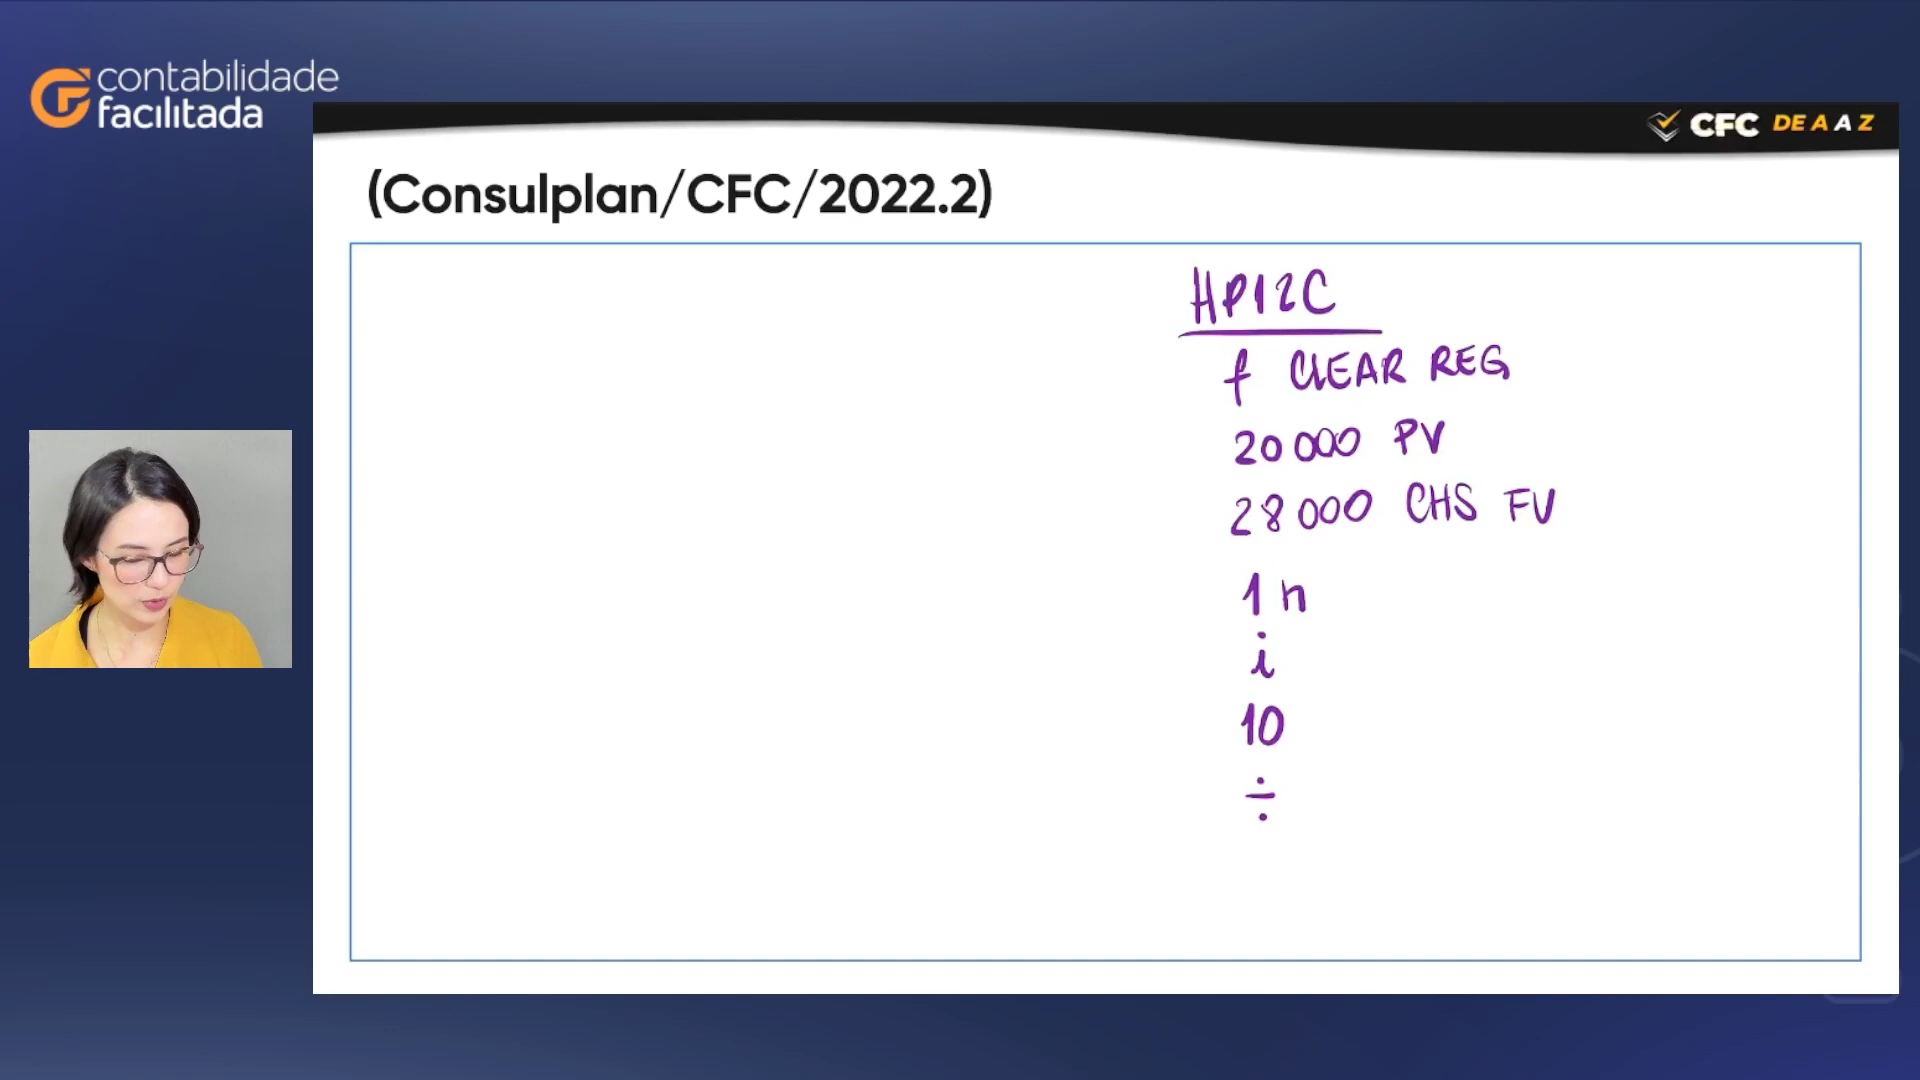 contabilidade
facilitada
CFC DE A A Z
(Consulplan/CFC/2022.2)
HP12C
f CLEAR REG
20 000 PV
28 000 CHS FV
1 n
i
10
÷